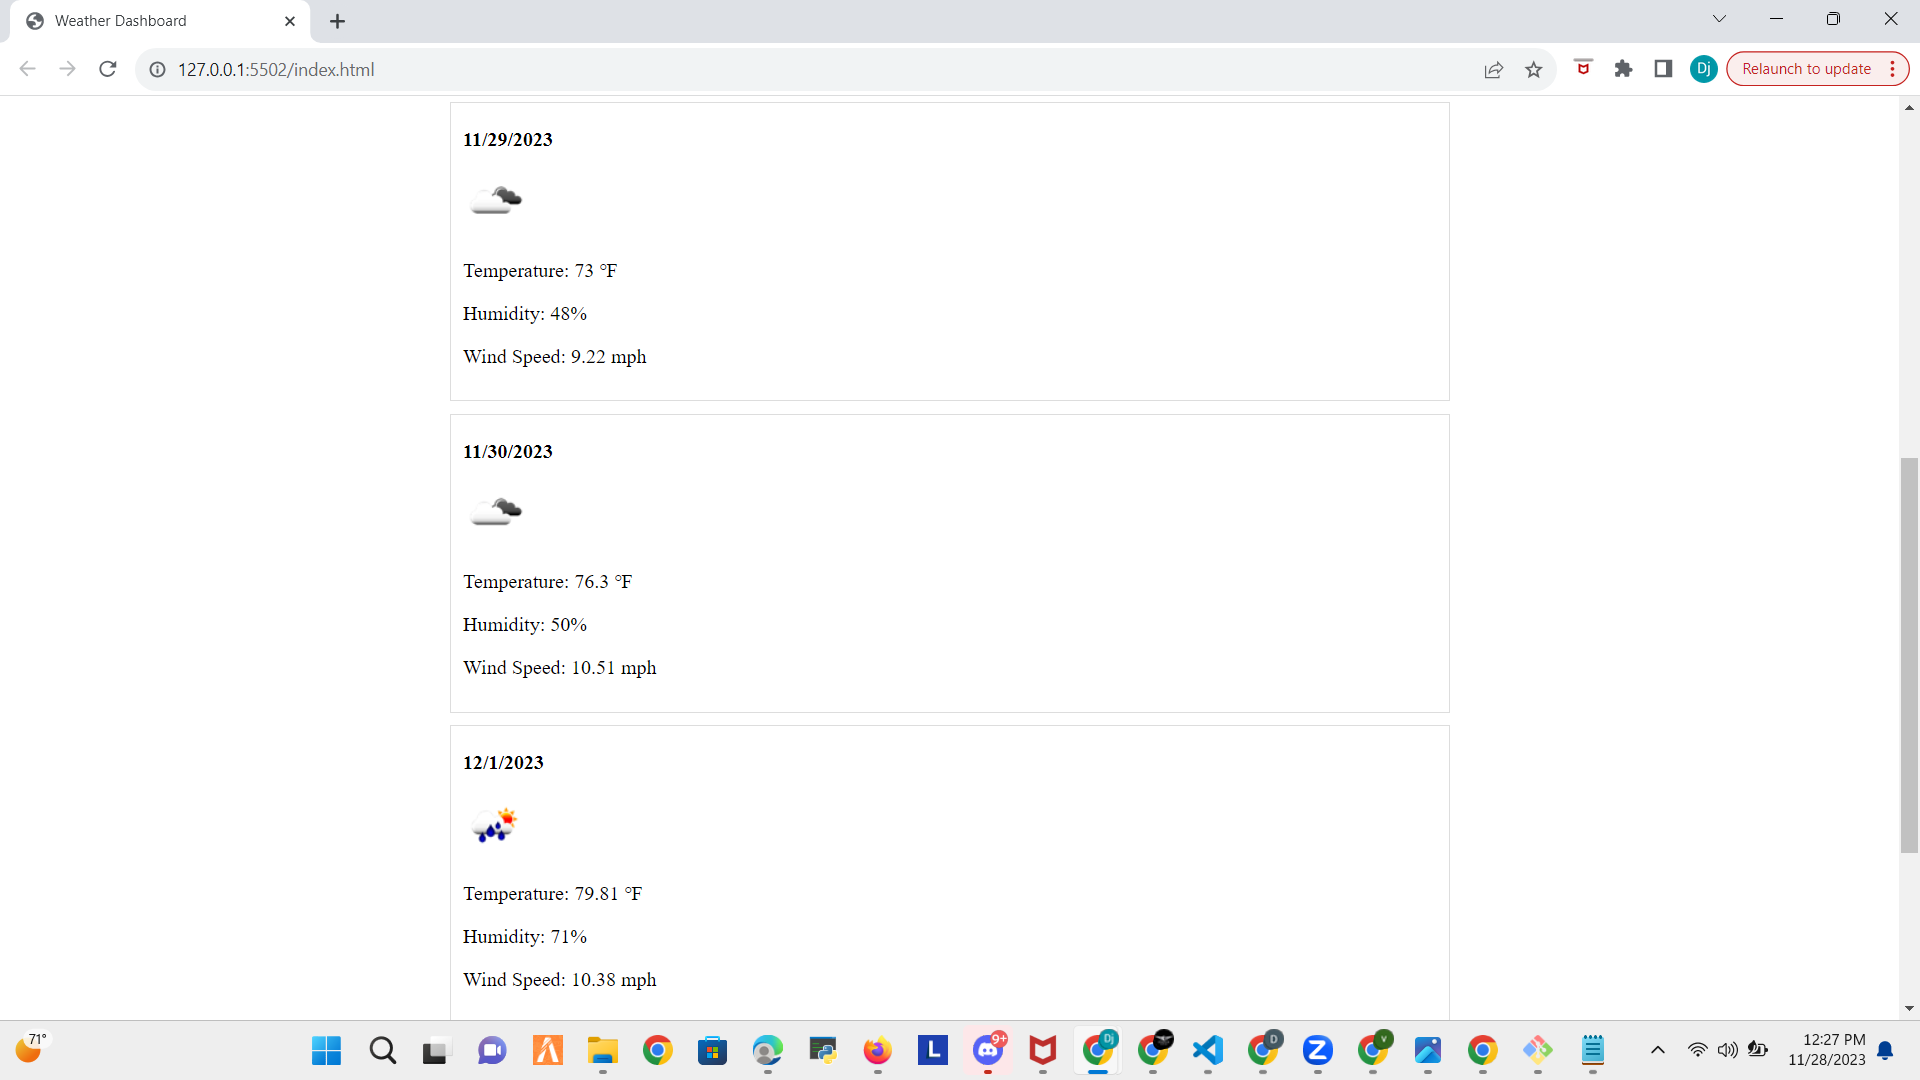 Weather Dashboard
127.0.0.1:5502/index.html
Dj
Relaunch to update
11/29/2023
Temperature: 73 °F
Humidity: 48%
Wind Speed: 9.22 mph
11/30/2023
Temperature: 76.3 °F
Humidity: 50%
Wind Speed: 10.51 mph
12/1/2023
Temperature: 79.81 °F
Humidity: 71%
Wind Speed: 10.38 mph
71°
L
9+
Dj
D
Z
V
12:27 PM
11/28/2023